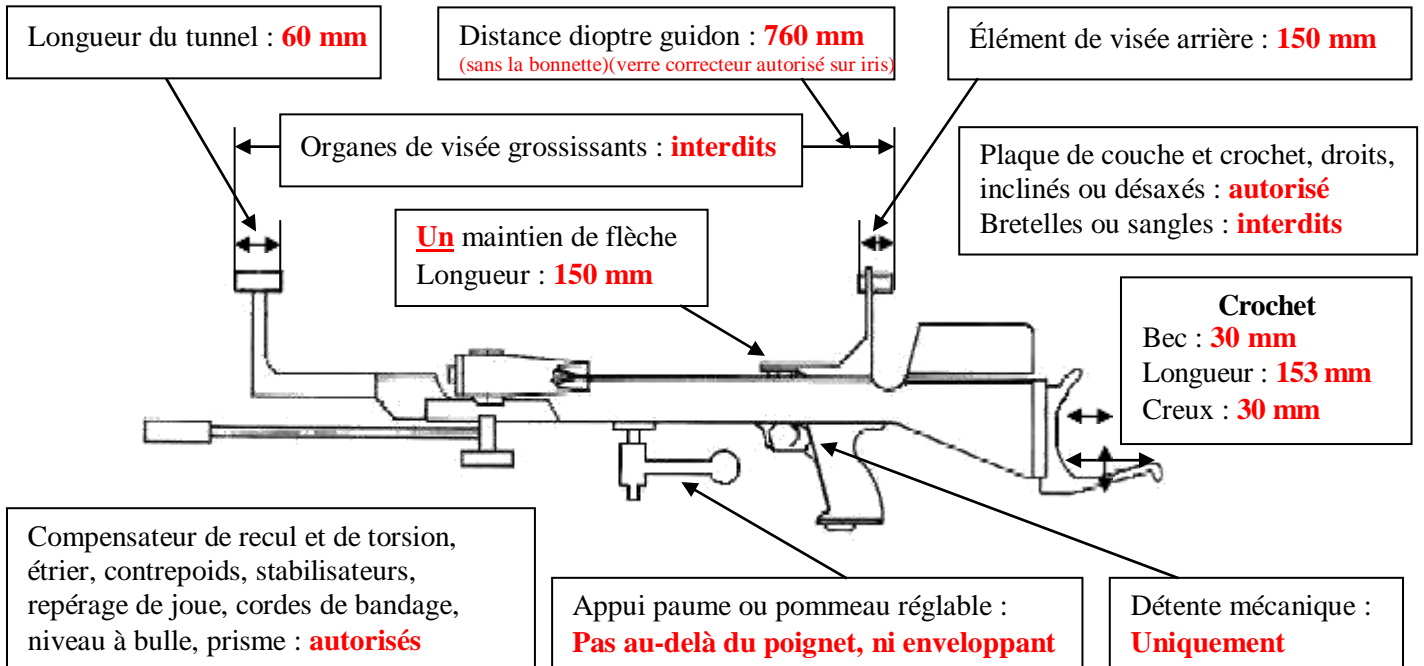 Longueur du tunnel : 60 mm
Distance dioptre guidon : 760 mm
(sans la bonnette)(verre correcteur autorisé sur iris)
Élément de visée arrière : 150 mm
Organes de visée grossissants : interdits
Plaque de couche et crochet, droits,
inclinés ou désaxés : autorisé
Bretelles ou sangles : interdits
Un maintien de flèche
Longueur : 150 mm
Crochet
Bec : 30 mm
Longueur : 153 mm
Creux : 30 mm
Compensateur de recul et de torsion,
étrier, contrepoids, stabilisateurs,
repérage de joue, cordes de bandage,
niveau à bulle, prisme : autorisés
Appui paume ou pommeau réglable :
Pas au-delà du poignet, ni enveloppant
Détente mécanique :
Uniquement